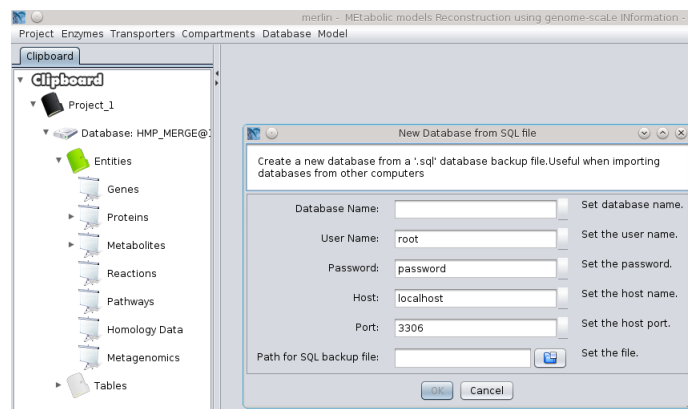 merlin - MEtabolic models Reconstruction using genome-scaLe INformation -
Project Enzymes Transporters Compartments Database Model
Clipboard
Clipboard
Project_1
Database: HMP_MERGE@
Entities
Genes
Proteins
Metabolites
Reactions
Pathways
Homology Data
Metagenomics
Tables
New Database from SQL file
Create a new database from a '.sql' database backup file.Useful when importing
databases from other computers
Database Name: Set database name.
User Name: root Set the user name.
Password: password Set the password.
Host: localhost Set the host name.
Port: 3306 Set the host port.
Path for SQL backup file: Set the file.
OK Cancel